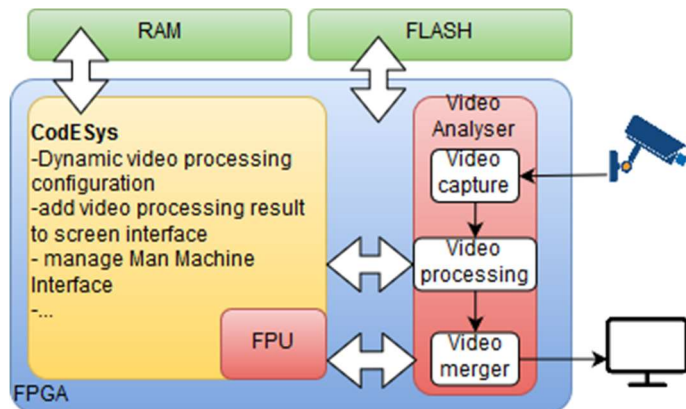 RAM
FLASH
CodESys
-Dynamic video processing
configuration
-add video processing result
to screen interface
- manage Man Machine
Interface
-...
FPU
FPGA
Video
Analyser
Video
capture
Video
processing
Video
merger